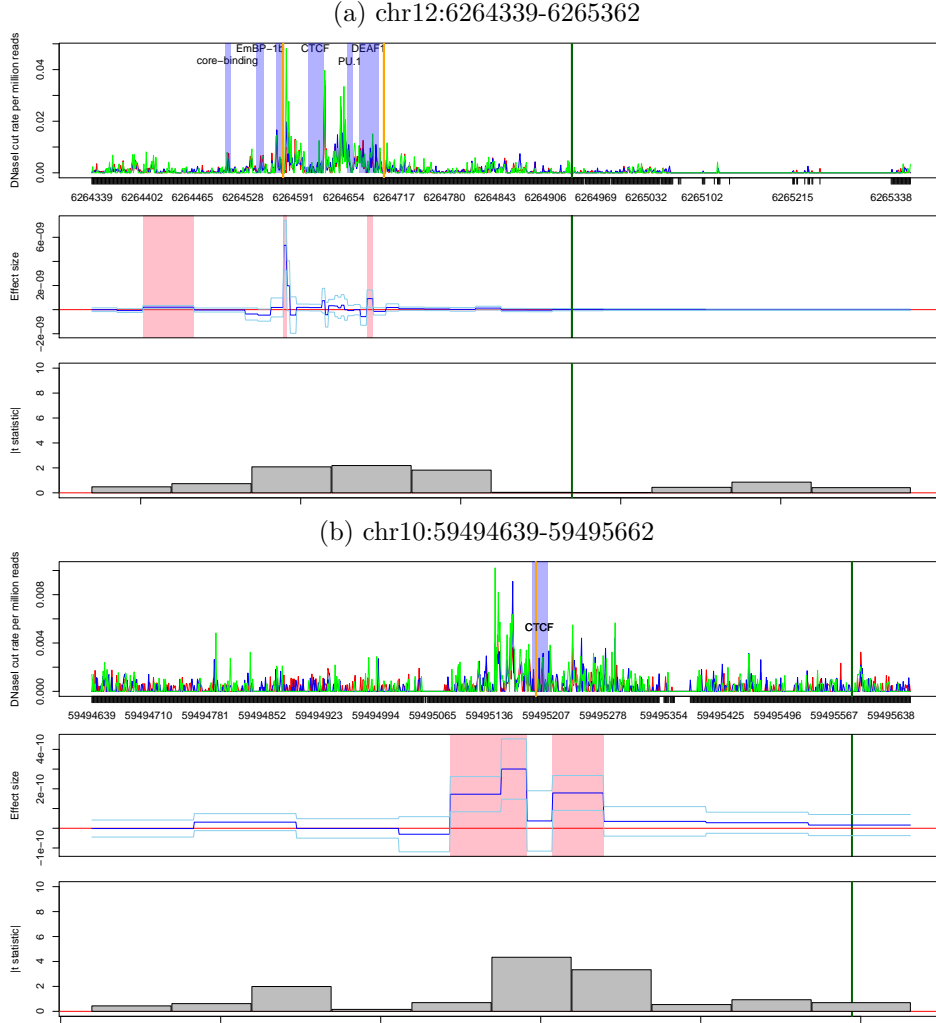 (a) chr12:6264339-6265362
DNaseI cut rate per million reads
0.04
0.02
0.00
EmBP-1b CTCF DEAF1
core-binding PU.1
6264339 6264402 6264465 6264528 6264591 6264654 6264717 6264780 6264843 6264906 6264969 6265032 6265102 6265215 6265338
Effect size
6e-09
2e-09
-2e-09
|t statistic|
10
8
6
4
2
0
(b) chr10:59494639-59495662
DNaseI cut rate per million reads
0.008
0.004
0.000
CTCF
59494639 59494710 59494781 59494852 59494923 59494994 59495065 59495136 59495207 59495278 59495354 59495425 59495496 59495567 59495638
Effect size
4e-10
2e-10
-1e-10
|t statistic|
10
8
6
4
2
0